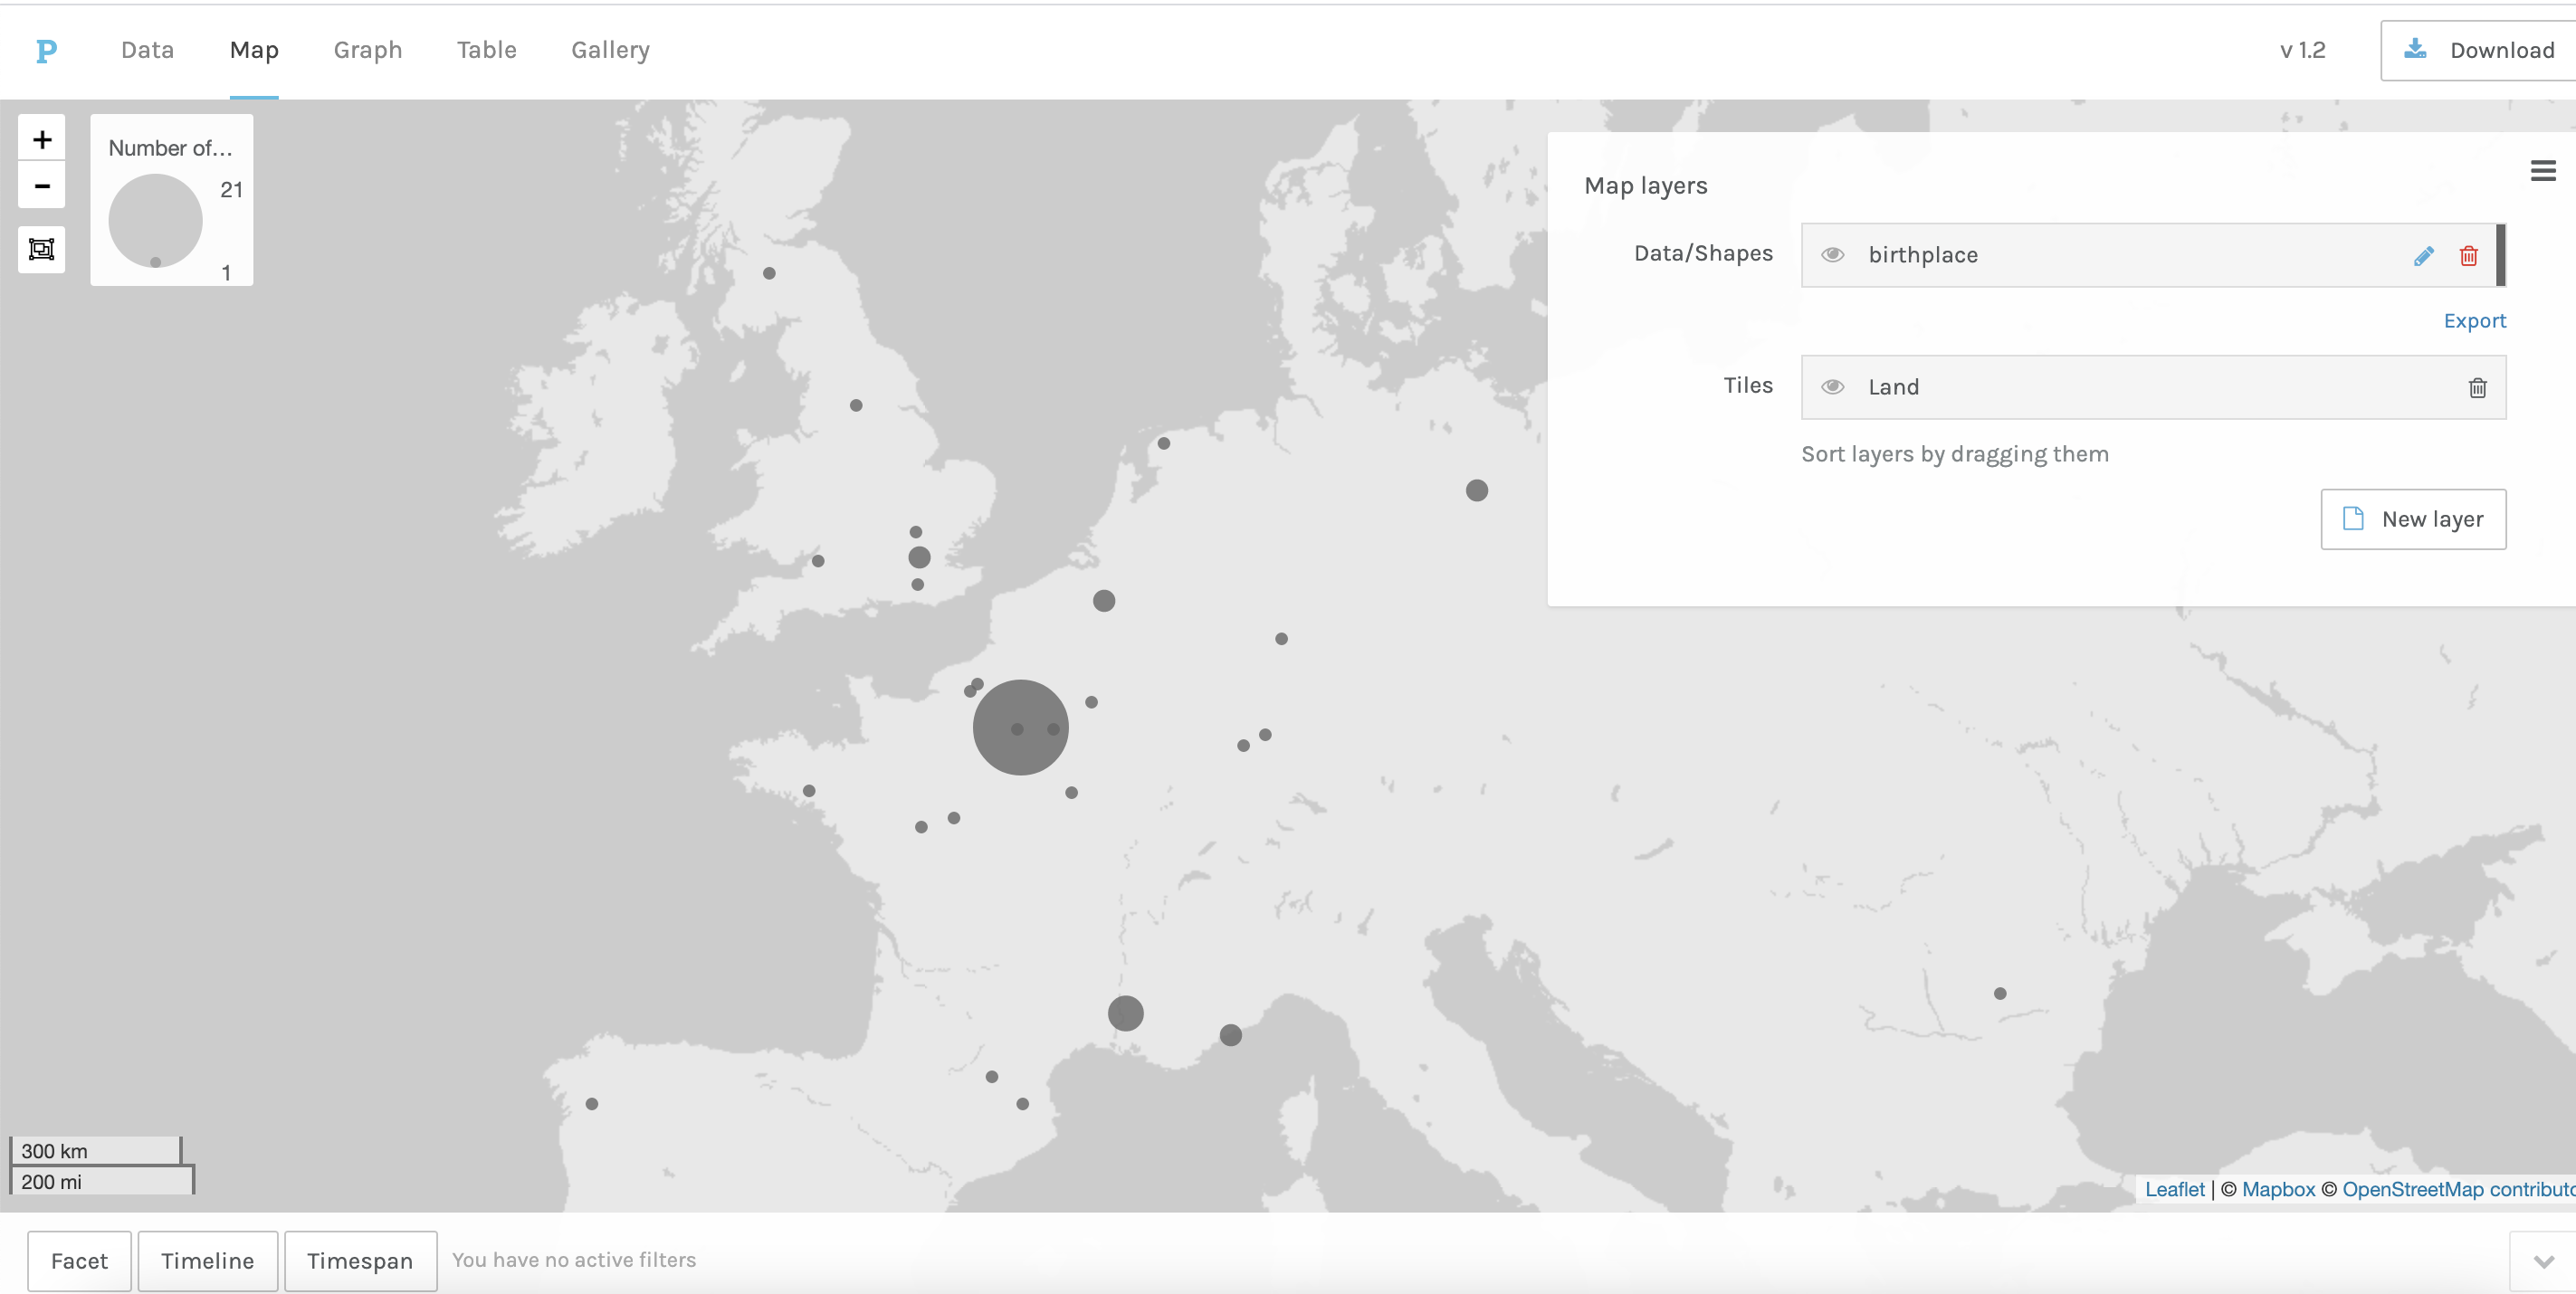 P Data Map Graph Table Gallery v 1.2 Download
+
−
Number of...
21
1
Map layers
Data/Shapes birthplace
Export
Tiles Land
Sort layers by dragging them
New layer
300 km
200 mi
Leaflet | © Mapbox © OpenStreetMap contributo
Facet Timeline Timespan You have no active filters